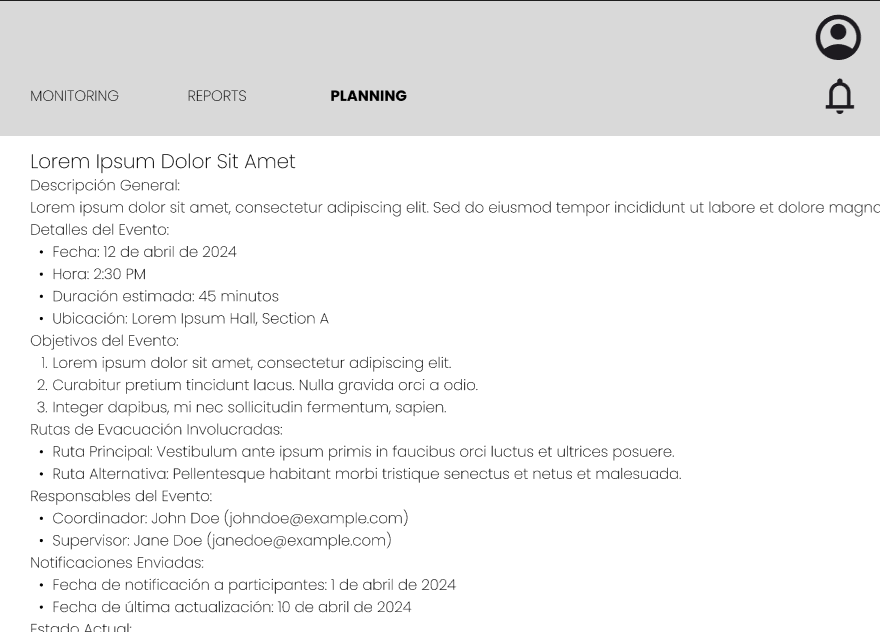 MONITORING REPORTS PLANNING
Lorem Ipsum Dolor Sit Amet
Descripción General:
Lorem ipsum dolor sit amet, consectetur adipiscing elit. Sed do eiusmod tempor incididunt ut labore et dolore magna
Detalles del Evento:
• Fecha: 12 de abril de 2024
• Hora: 2:30 PM
• Duración estimada: 45 minutos
• Ubicación: Lorem Ipsum Hall, Section A
Objetivos del Evento:
1. Lorem ipsum dolor sit amet, consectetur adipiscing elit.
2. Curabitur pretium tincidunt lacus. Nulla gravida orci a odio.
3. Integer dapibus, mi nec sollicitudin fermentum, sapien.
Rutas de Evacuación Involucradas:
• Ruta Principal: Vestibulum ante ipsum primis in faucibus orci luctus et ultrices posuere.
• Ruta Alternativa: Pellentesque habitant morbi tristique senectus et netus et malesuada.
Responsables del Evento:
• Coordinador: John Doe (johndoe@example.com)
• Supervisor: Jane Doe (janedoe@example.com)
Notificaciones Enviadas:
• Fecha de notificación a participantes: 1 de abril de 2024
• Fecha de última actualización: 10 de abril de 2024
Estado Actual: